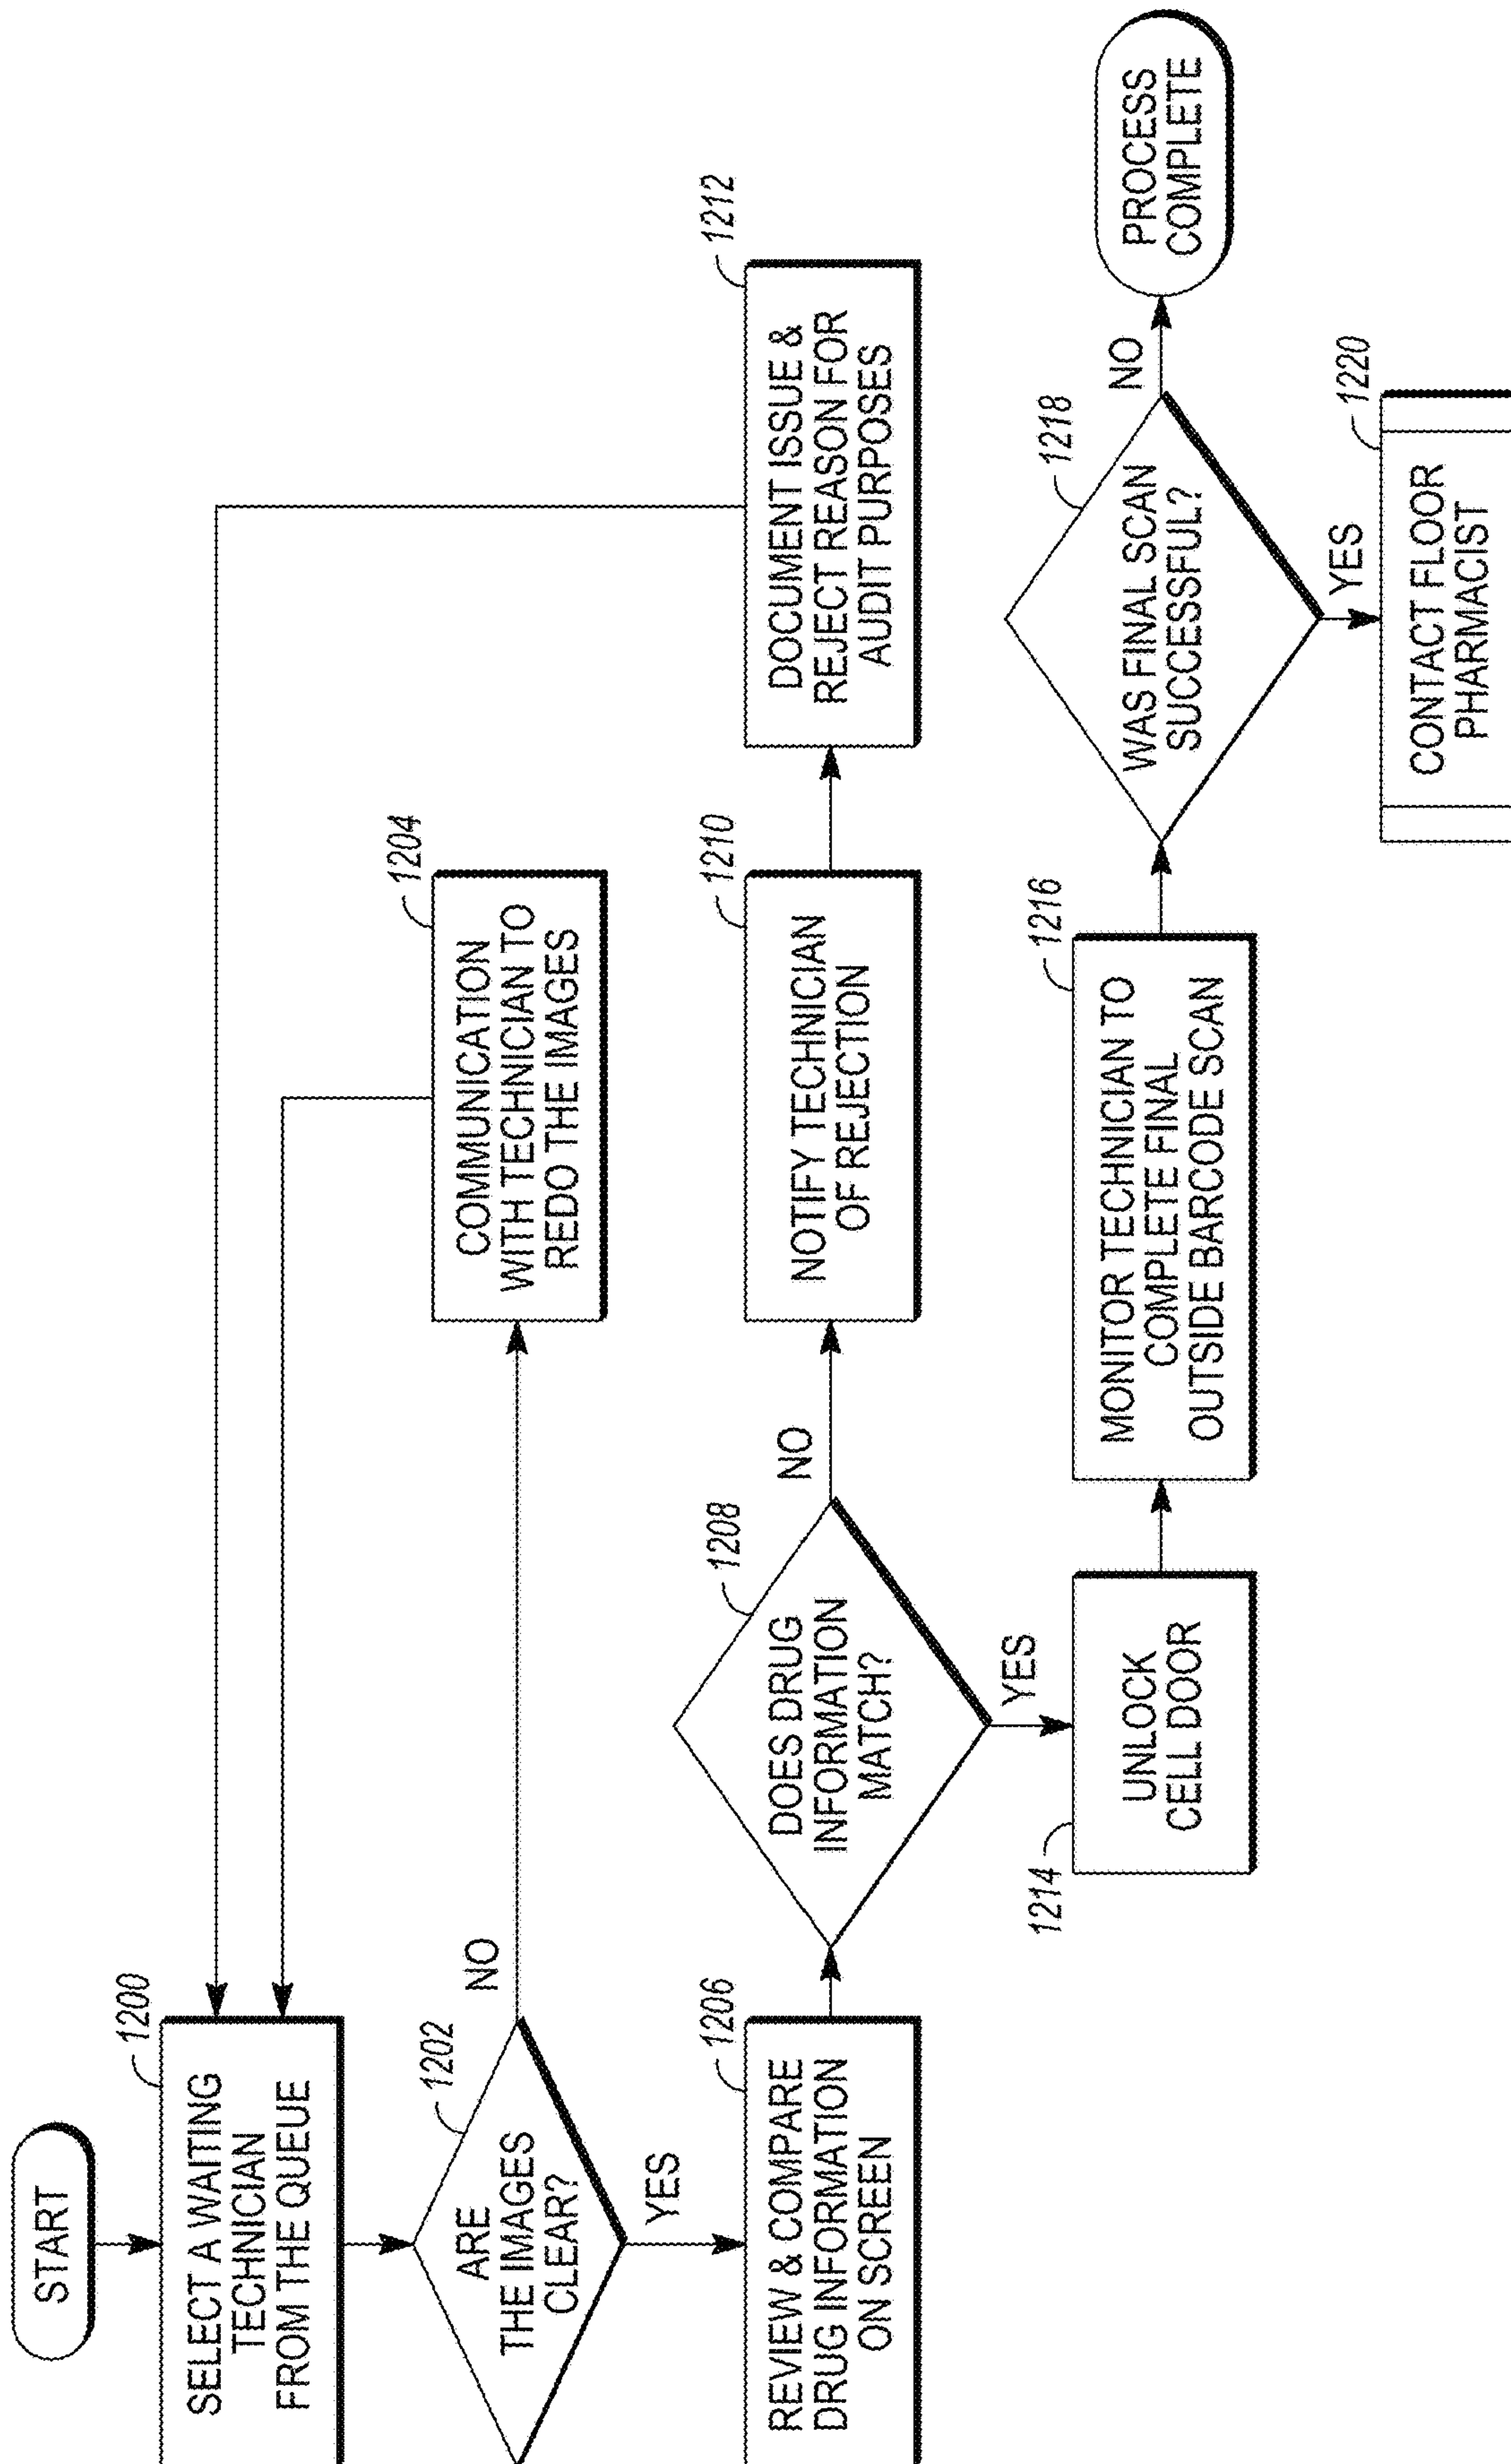 START
1200
SELECT A WAITING
TECHNICIAN
FROM THE QUEUE
1202
ARE
THE IMAGES
CLEAR?
NO
YES
1204
COMMUNICATION
WITH TECHNICIAN TO
REDO THE IMAGES
1206
REVIEW & COMPARE
DRUG INFORMATION
ON SCREEN
1208
DOES DRUG
INFORMATION
MATCH?
NO
YES
1210
NOTIFY TECHNICIAN
OF REJECTION
1212
DOCUMENT ISSUE &
REJECT REASON FOR
AUDIT PURPOSES
1214
UNLOCK
CELL DOOR
1216
MONITOR TECHNICIAN TO
COMPLETE FINAL
OUTSIDE BARCODE SCAN
1218
WAS FINAL SCAN
SUCCESSFUL?
NO
YES
PROCESS
COMPLETE
1220
CONTACT FLOOR
PHARMACIST